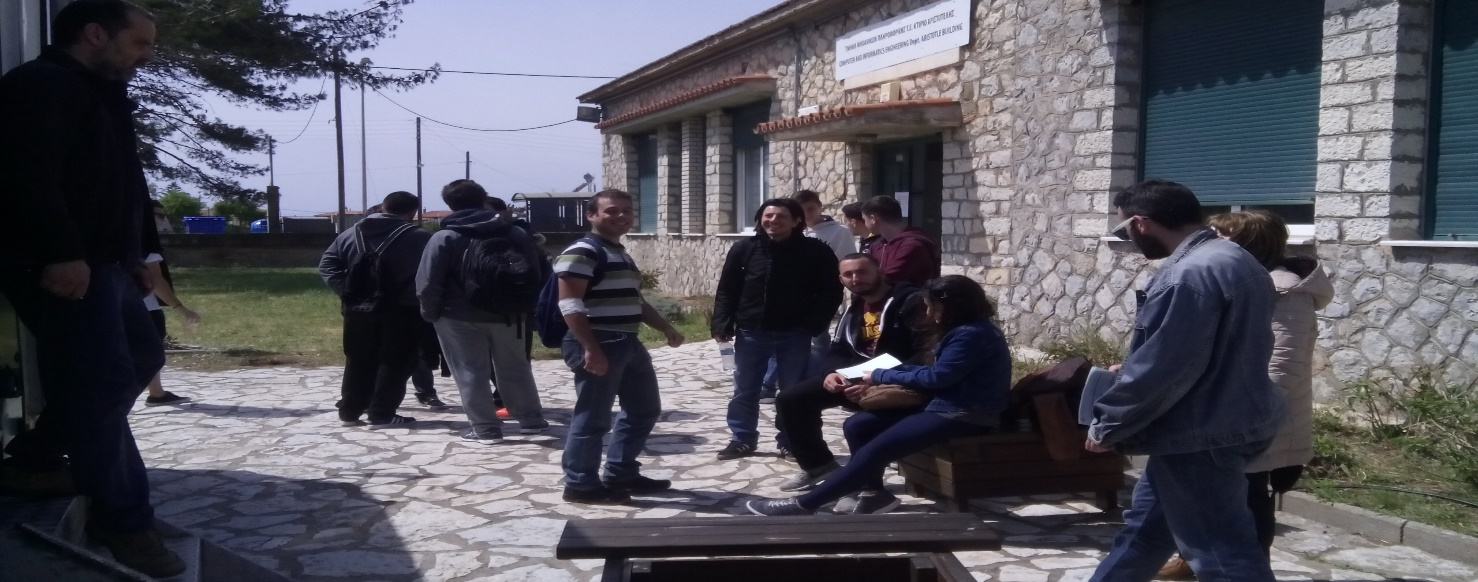 ΤΜΗΜΑ ΜΗΧΑΝΙΚΩΝ ΠΛΗΡΟΦΟΡΙΚΗΣ Τ.Ε. ΚΤΙΡΙΟ ΑΡΙΣΤΟΤΕΛΗΣ
COMPUTER AND INFORMATICS ENGINEERING Dept. ARISTOTLE BUILDING